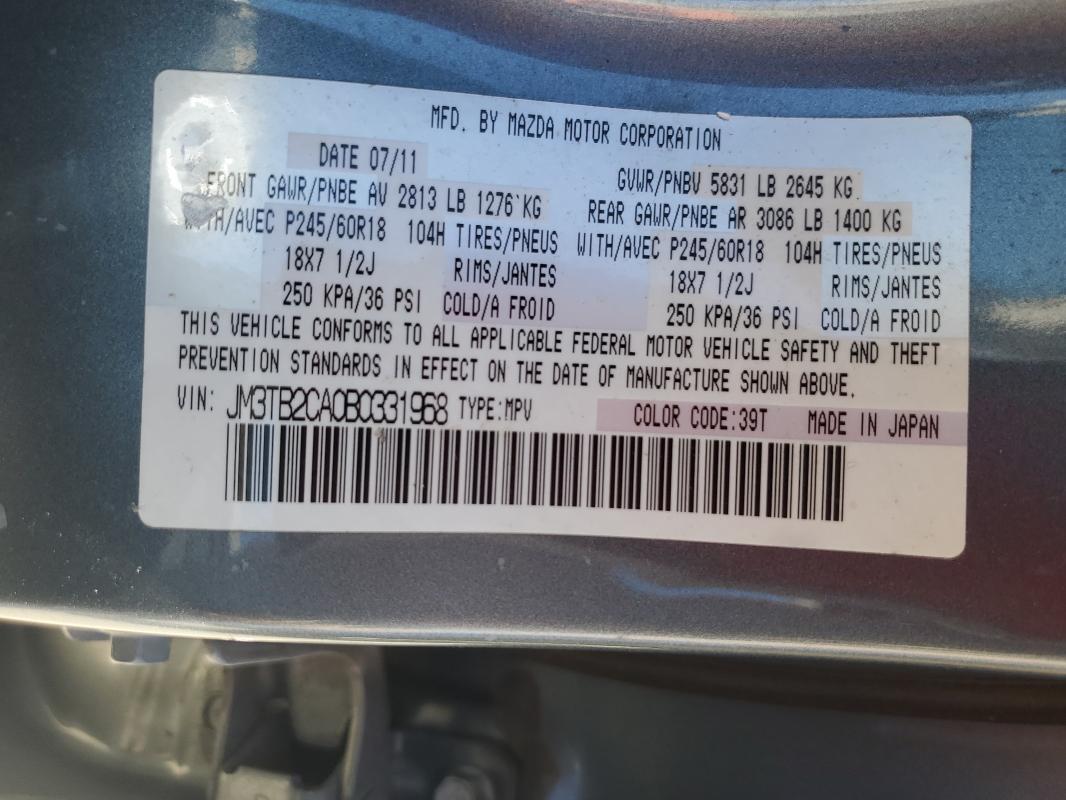 MFD. BY MAZDA MOTOR CORPORATION
DATE 07/11
GVWR/PNBV 5831 LB 2645 KG
FRONT GAWR/PNBE AV 2813 LB 1276 KG
REAR GAWR/PNBE AR 3086 LB 1400 KG
WITH/AVEC P245/60R18 104H TIRES/PNEUS WITH/AVEC P245/60R18 104H TIRES/PNEUS
18X7 1/2J RIMS/JANTES 18X7 1/2J RIMS/JANTES
250 KPA/36 PSI COLD/A FROID 250 KPA/36 PSI COLD/A FROID
THIS VEHICLE CONFORMS TO ALL APPLICABLE FEDERAL MOTOR VEHICLE SAFETY AND THEFT
PREVENTION STANDARDS IN EFFECT ON THE DATE OF MANUFACTURE SHOWN ABOVE.
VIN: JM3TB2CA0B0331968 TYPE:MPV COLOR CODE:39T MADE IN JAPAN